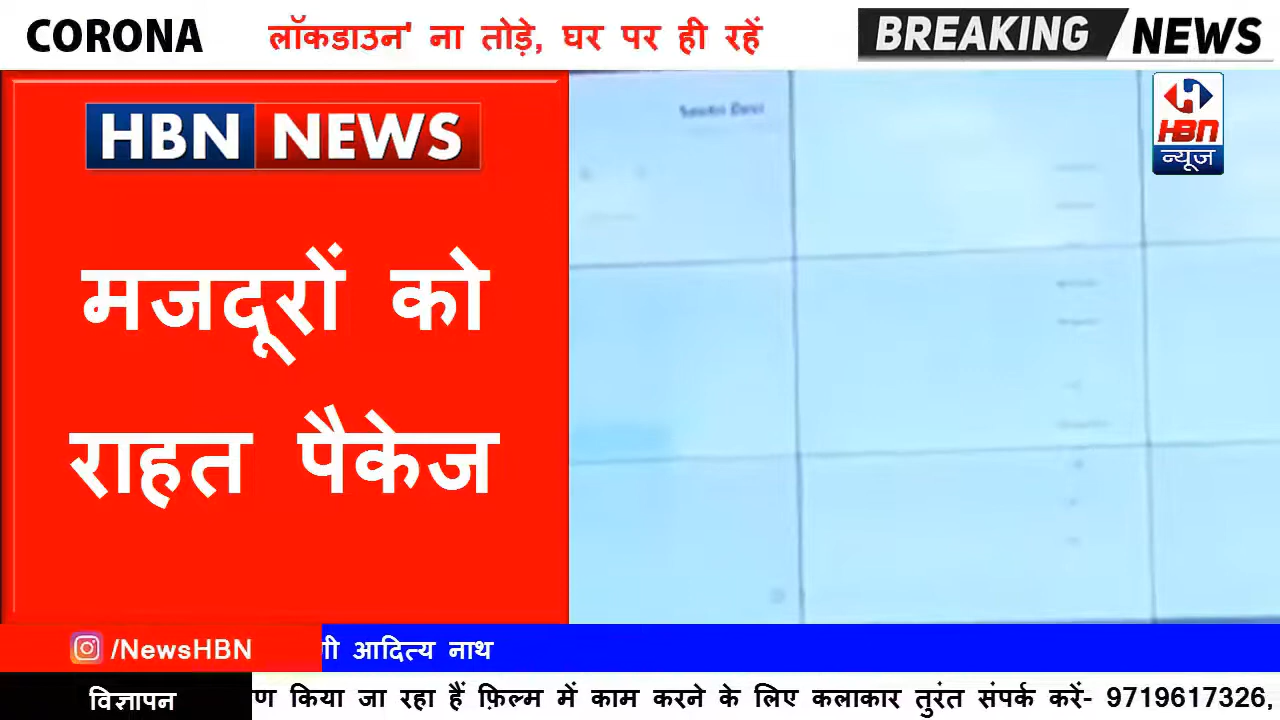 CORONA
लॉकडाउन' ना तोड़े, घर पर ही रहें
BREAKING NEWS
HBN NEWS
HBN
न्यूज़
मजदूरों को
राहत पैकेज
/NewsHBN
गी आदित्य नाथ
विज्ञापन
ण किया जा रहा हैं फ़िल्म में काम करने के लिए कलाकार तुरंत संपर्क करें- 9719617326,